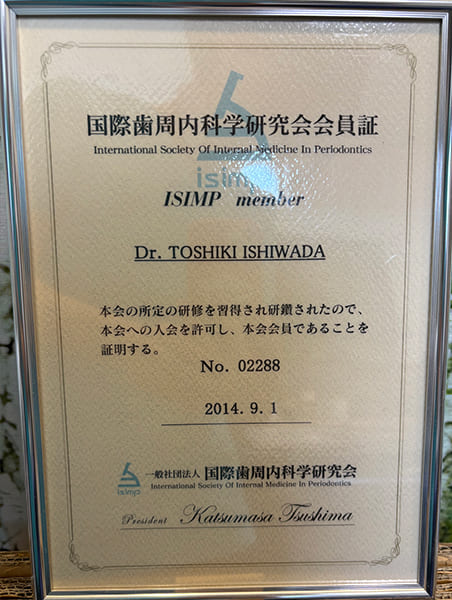 国際歯周内科学研究会会員証
International Society Of Internal Medicine In Periodontics
isimp
ISIMP member
Dr. TOSHIKI ISHIWADA
本会の所定の研修を習得され研鑽されたので、
本会への入会を許可し、本会会員であることを
証明する。
No. 02288
2014. 9. 1
isimp 一般社団法人 国際歯周内科学研究会
International Society Of Internal Medicine In Periodontics
President Katsumasa Tsushima